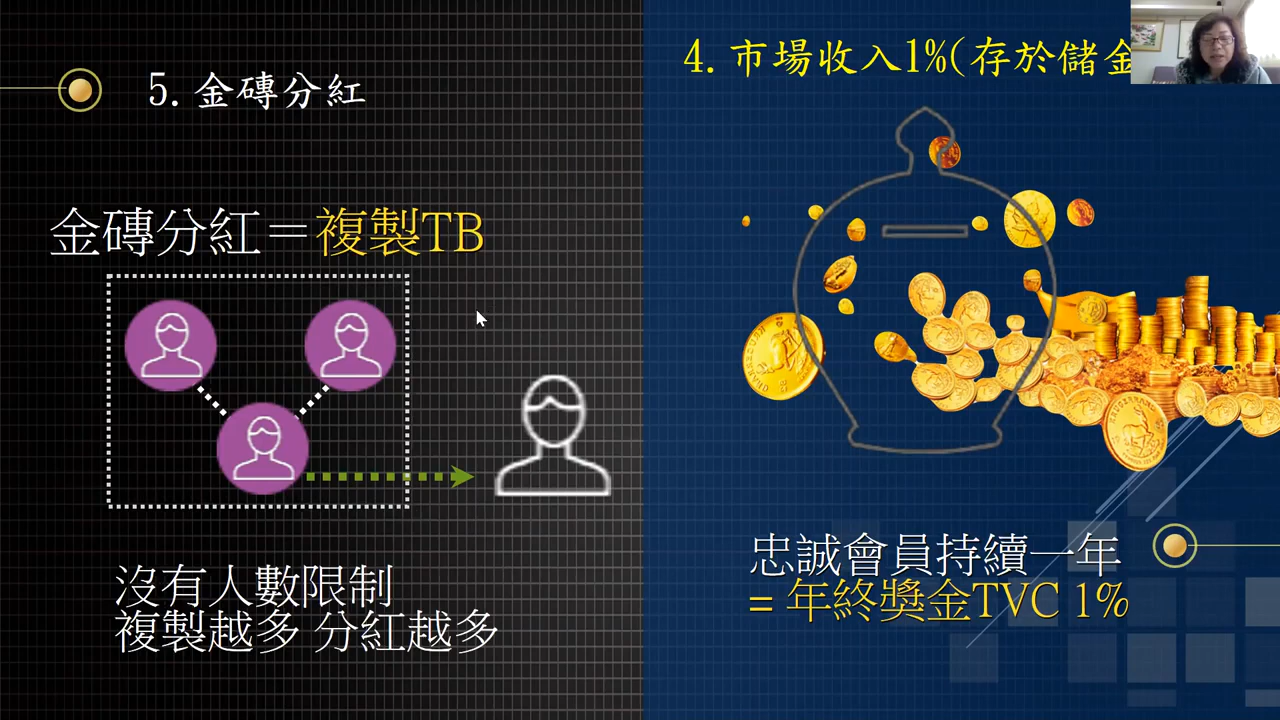 5.金磚分紅
金磚分紅＝複製TB
沒有人數限制
複製越多 分紅越多
4.市場收入1%(存於儲金
忠誠會員持續一年
= 年終獎金TVC 1%